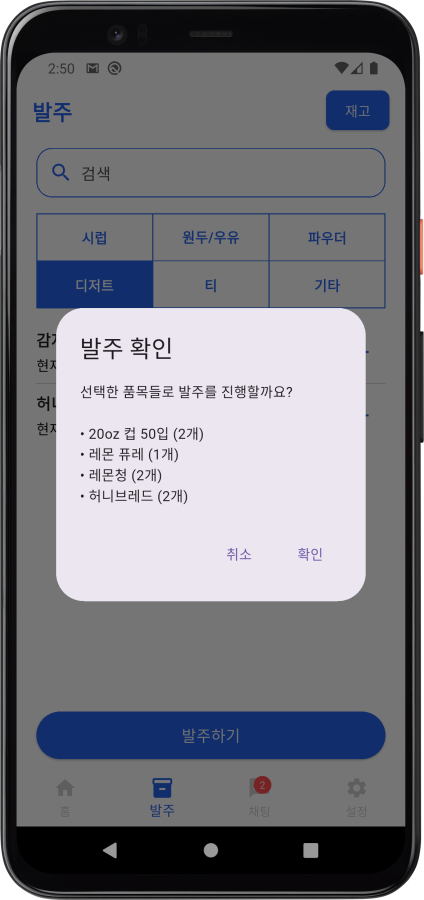 2:50
발주
재고
검색
시럽
원두/우유
파우더
디저트
티
기타
현재
발주 확인
선택한 품목들로 발주를 진행할까요?
• 20oz 컵 50입 (2개)
• 레몬 퓨레 (1개)
• 레몬청 (2개)
• 허니브레드 (2개)
취소
확인
발주하기
2
홈
발주
채팅
설정